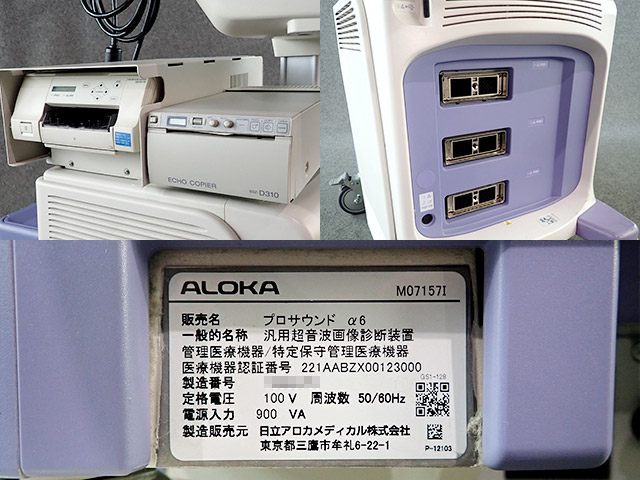 ECHO COPIER
SSZ D310
ALOKA
M07157I
販売名 プロサウンド α6
一般的名称 汎用超音波画像診断装置
管理医療機器/特定保守管理医療機器
医療機器認証番号 221AABZX00123000
製造番号
GS1-128
定格電圧 100 V 周波数 50/60Hz
電源入力 900 VA
製造販売元 日立アロカメディカル株式会社
東京都三鷹市牟礼6-22-1
P-12103